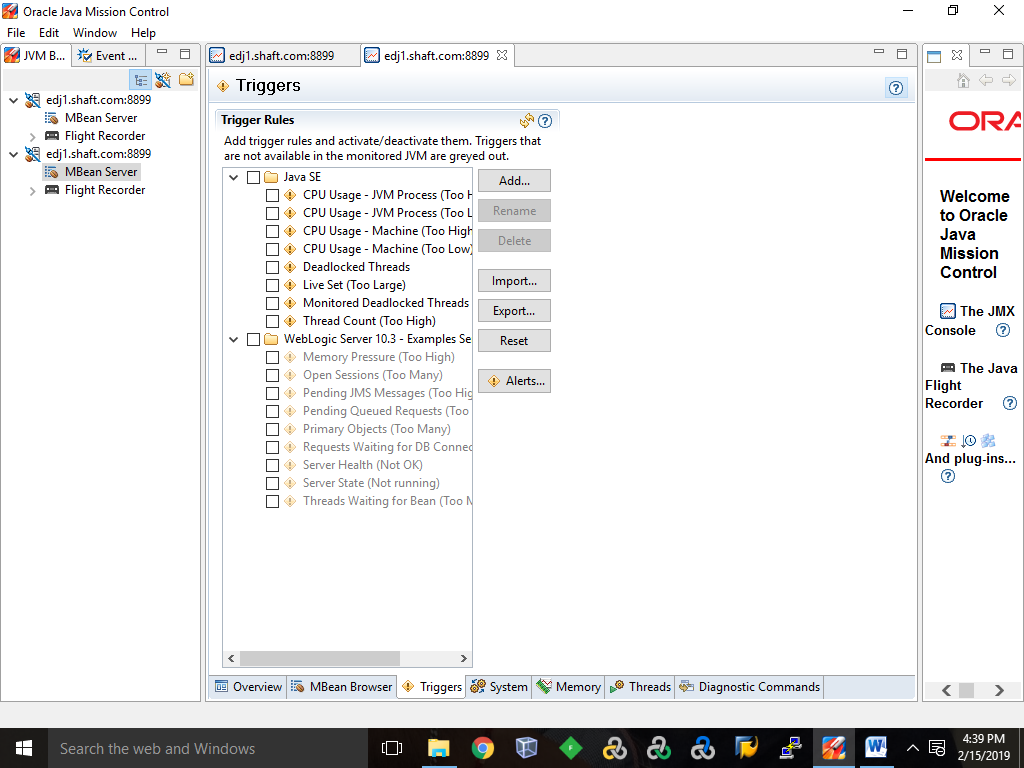 Oracle Java Mission Control
File Edit Window Help
JVM B...
Event ...
edj1.shaft.com:8899
MBean Server
Flight Recorder
edj1.shaft.com:8899
MBean Server
Flight Recorder
edj1.shaft.com:8899
edj1.shaft.com:8899
Triggers
Trigger Rules
Add trigger rules and activate/deactivate them. Triggers that
are not available in the monitored JVM are greyed out.
Java SE
CPU Usage - JVM Process (Too H
CPU Usage - JVM Process (Too L
CPU Usage - Machine (Too High
CPU Usage - Machine (Too Low)
Deadlocked Threads
Live Set (Too Large)
Monitored Deadlocked Threads
Thread Count (Too High)
WebLogic Server 10.3 - Examples Se
Memory Pressure (Too High)
Open Sessions (Too Many)
Pending JMS Messages (Too Hig
Pending Queued Requests (Too
Primary Objects (Too Many)
Requests Waiting for DB Connec
Server Health (Not OK)
Server State (Not running)
Threads Waiting for Bean (Too M
Add...
Rename
Delete
Import...
Export...
Reset
Alerts...
Overview
MBean Browser
Triggers
System
Memory
Threads
Diagnostic Commands
ORA
Welcome
to Oracle
Java
Mission
Control
The JMX
Console
The Java
Flight
Recorder
And plug-ins...
Search the web and Windows
4:39 PM
2/15/2019